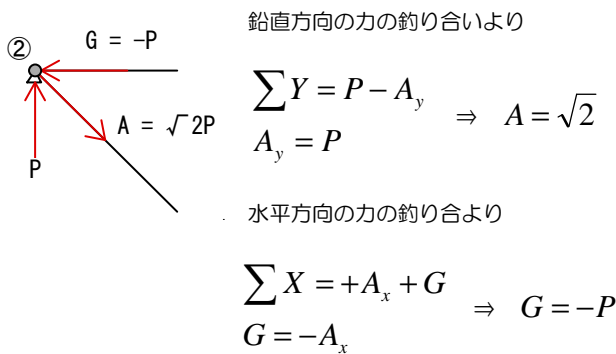 鉛直方向の力の釣り合いより
② G = -P
∑Y = P − A_y ⇒ A = √2
A_y = P
A = √2P
P
水平方向の力の釣り合より
∑X = +A_x + G ⇒ G = −P
G = −A_x